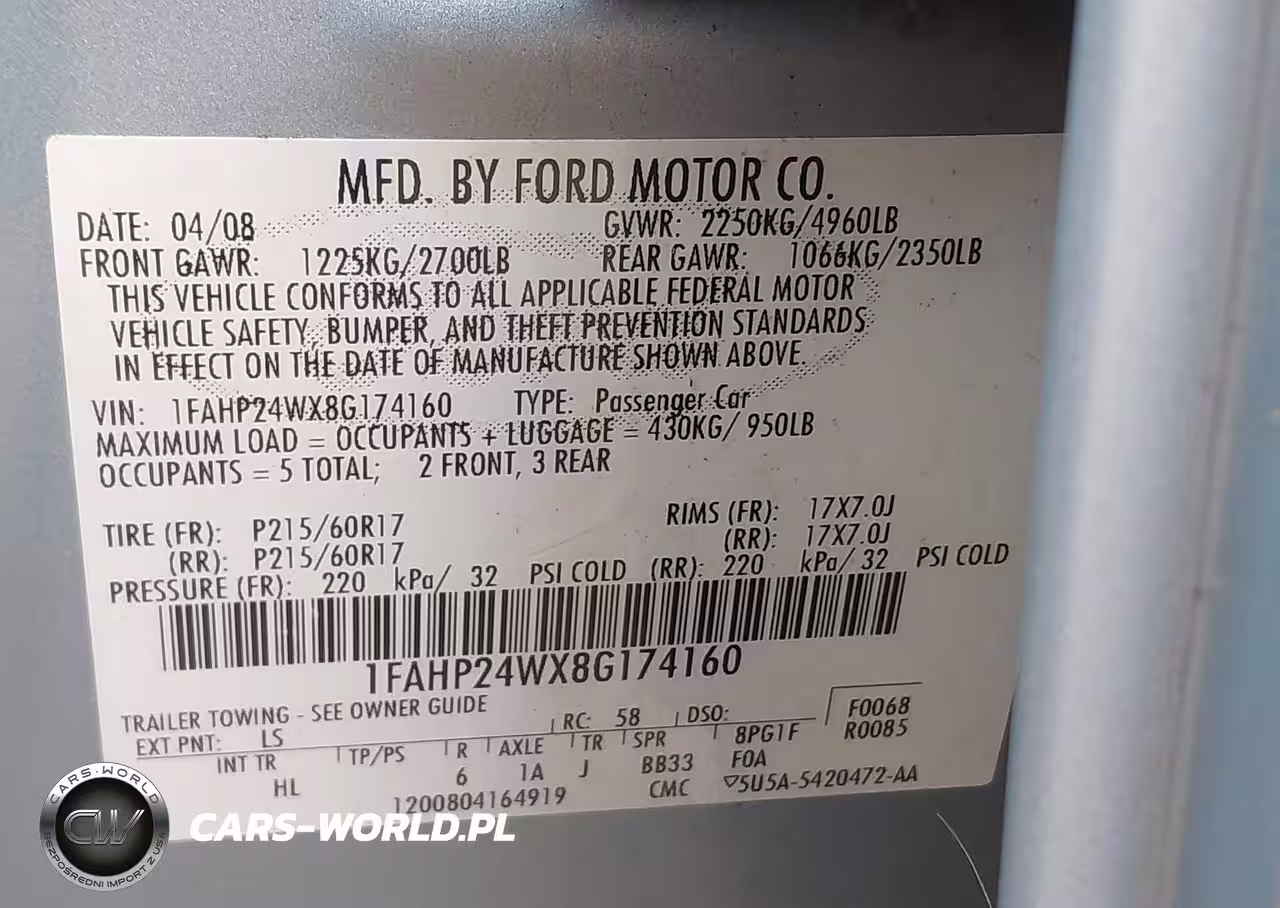 MFD. BY FORD MOTOR CO.
DATE: 04/08 GVWR: 2250KG/4960LB
FRONT GAWR: 1225KG/2700LB REAR GAWR: 1066KG/2350LB
THIS VEHICLE CONFORMS TO ALL APPLICABLE FEDERAL MOTOR
VEHICLE SAFETY, BUMPER, AND THEFT PREVENTION STANDARDS
IN EFFECT ON THE DATE OF MANUFACTURE SHOWN ABOVE.
VIN: 1FAHP24WX8G174160 TYPE: Passenger Car
MAXIMUM LOAD = OCCUPANTS + LUGGAGE = 430KG/ 950LB
OCCUPANTS = 5 TOTAL; 2 FRONT, 3 REAR
TIRE (FR): P215/60R17 RIMS (FR): 17X7.0J
(RR): P215/60R17 (RR): 17X7.0J
PRESSURE (FR): 220 kPa/ 32 PSI COLD (RR): 220 kPa/ 32 PSI COLD
1FAHP24WX8G174160
TRAILER TOWING - SEE OWNER GUIDE
EXT PNT: LS RC: 58 DSO: F0068
R0085
INT TR TP/PS R AXLE TR SPR 8PG1F
HL 6 1A J BB33 FOA
1200804164919 CMC ▽5U5A-5420472-AA
CARS-WORLD
CW
BEZPOŚREDNI IMPORT Z USA
CARS-WORLD.PL